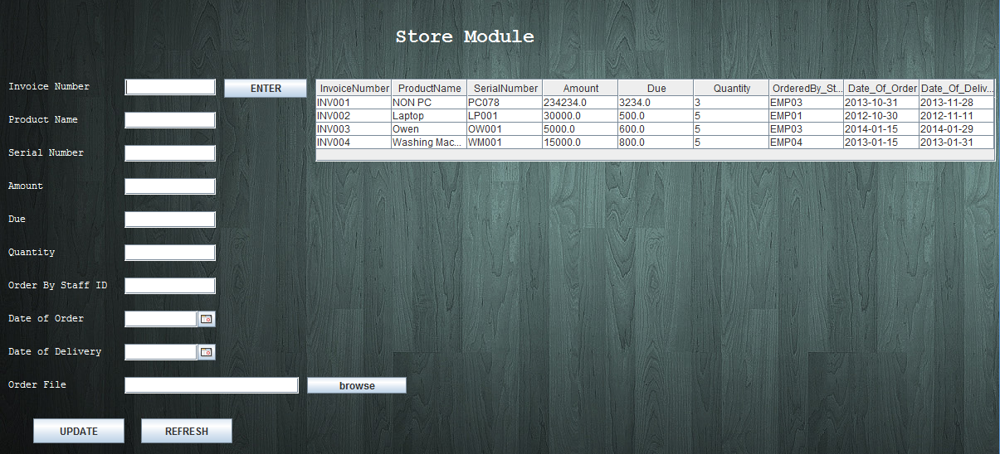 Store Module
Invoice Number
ENTER
Product Name
Serial Number
Amount
Due
Quantity
Order By Staff ID
Date of Order
Date of Delivery
Order File
browse
UPDATE
REFRESH
InvoiceNumber ProductName SerialNumber Amount Due Quantity OrderedBy_St... Date_Of_Order Date_Of_Deliv...
INV001 NON PC PC078 234234.0 3234.0 3 EMP03 2013-10-31 2013-11-28
INV002 Laptop LP001 30000.0 500.0 5 EMP01 2012-10-30 2012-11-11
INV003 Owen OW001 5000.0 600.0 5 EMP03 2014-01-15 2014-01-29
INV004 Washing Mac... WM001 15000.0 800.0 5 EMP04 2013-01-15 2013-01-31